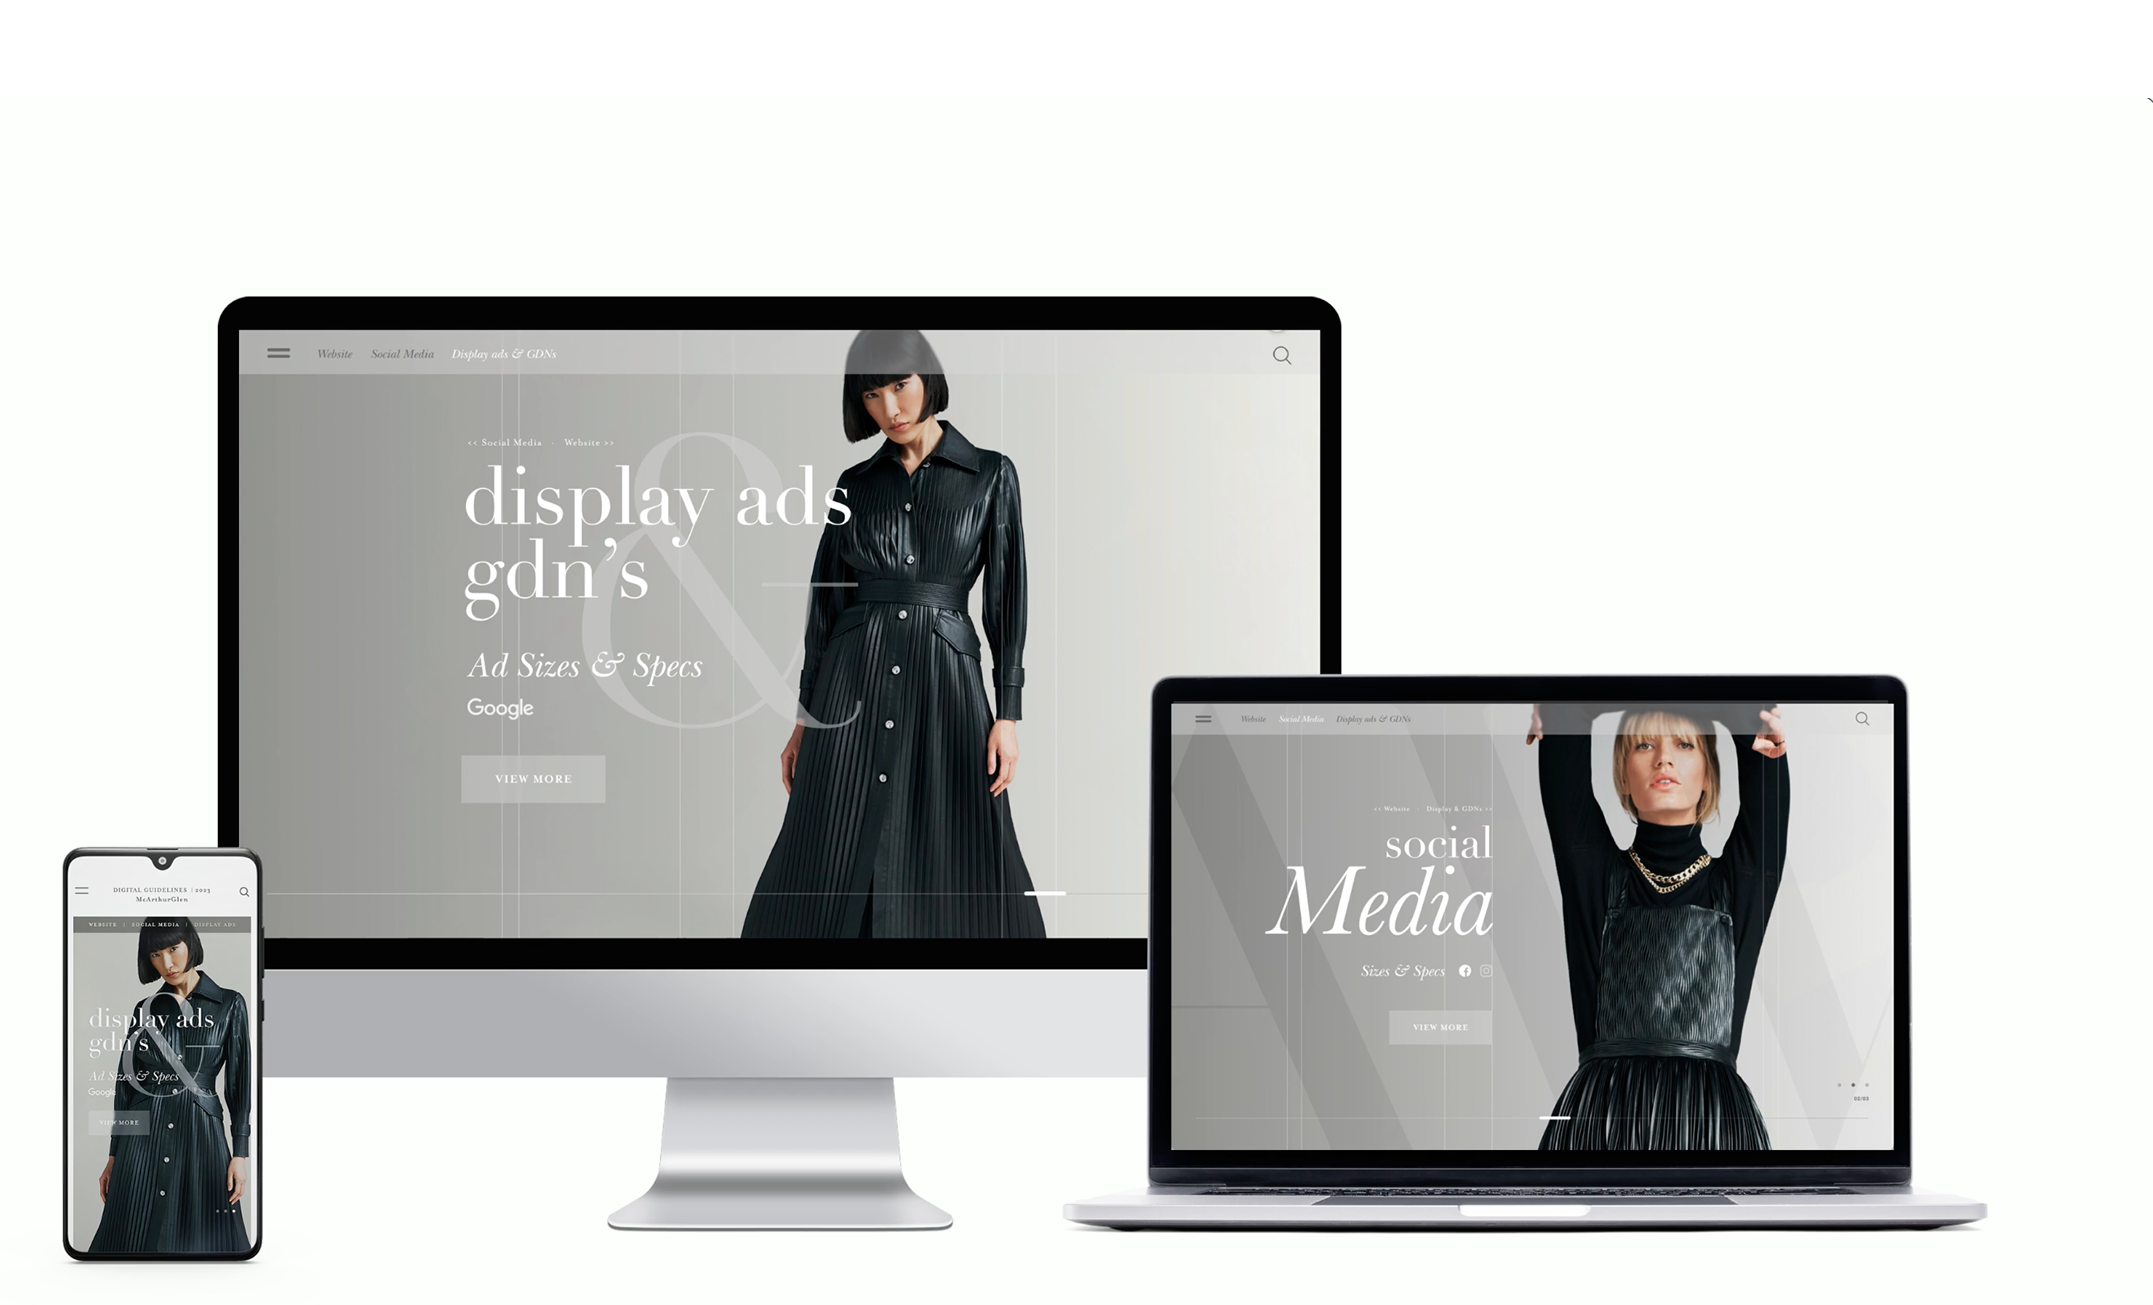 Website Social Media Display ads & GDNs
<< Social Media · Website >>
display ads
&
gdn's
Ad Sizes & Specs
Google
VIEW MORE
Website Social Media Display ads & GDNs
<< Website · Display & GDNs >>
social
Media
Sizes & Specs
VIEW MORE
02/03
DIGITAL GUIDELINES | 2023
McArthurGlen
WEBSITE | SOCIAL MEDIA | DISPLAY ADS
display ads
&
gdn's
Ad Sizes & Specs
Google
VIEW MORE